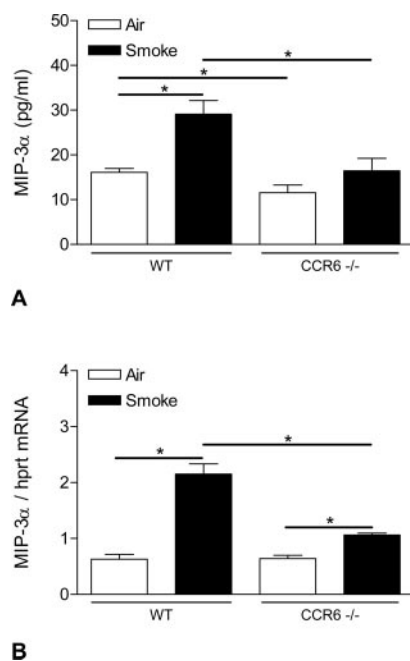 Air
Smoke
MIP-3α (pg/ml)
50
40
30
20
10
0
*
*
*
WT
CCR6 -/-
A
Air
Smoke
MIP-3α / hprt mRNA
4
3
2
1
0
*
*
*
WT
CCR6 -/-
B